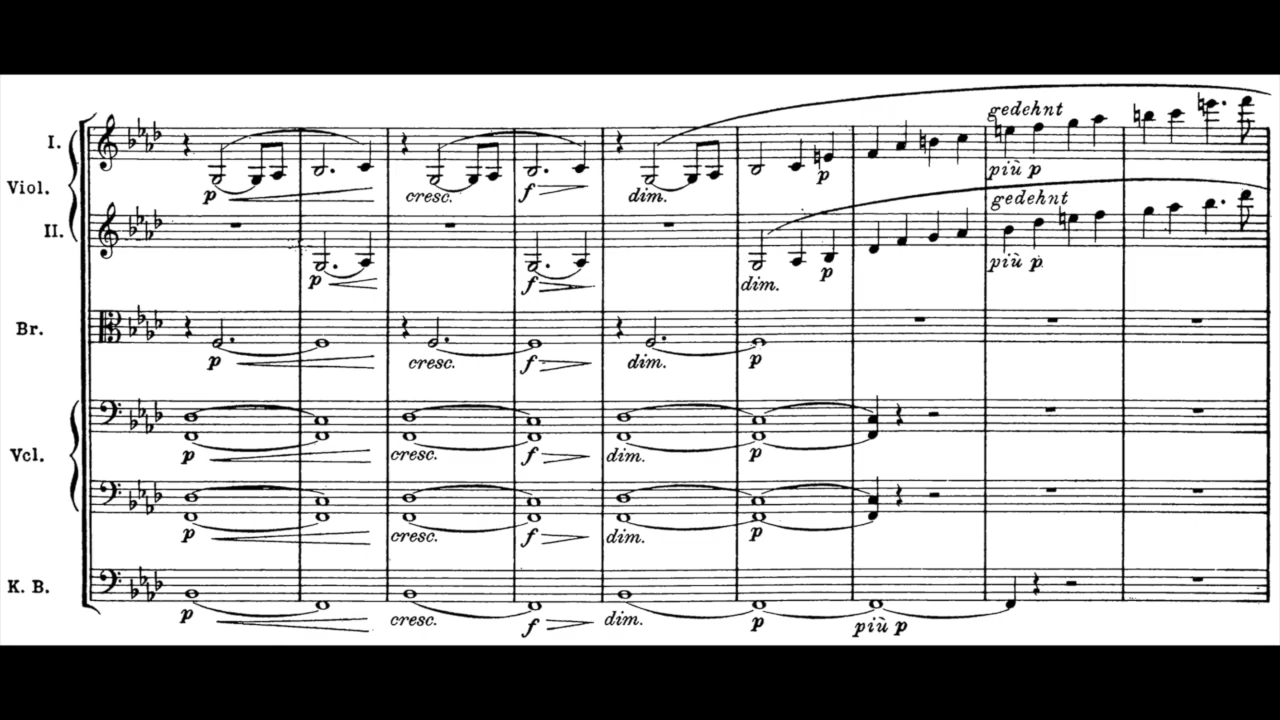 gedehnt
I.
p cresc. f dim. p più p
Viol.
gedehnt
II.
p f dim. p più p
Br.
p cresc. f dim. p
Vcl.
p cresc. f dim. p
p cresc. f dim. p
K. B.
p cresc. f dim. p più p